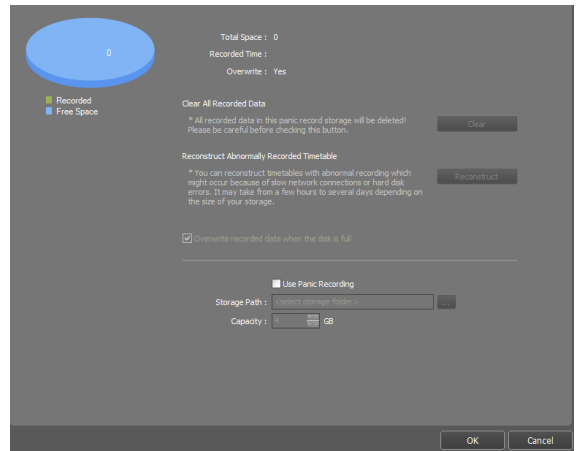 0
Total Space : 0
Recorded Time :
Overwrite : Yes
Recorded
Free Space
Clear All Recorded Data
* All recorded data in this panic record storage will be deleted!
Please be careful before checking this button.
Clear
Reconstruct Abnormally Recorded Timetable
* You can reconstruct timetables with abnormal recording which
might occur because of slow network connections or hard disk
errors. It may take from a few hours to several days depending on
the size of your storage.
Reconstruct
Overwrite recorded data when the disk is full
Use Panic Recording
Storage Path : <select storage folder>
...
Capacity : 4 GB
OK
Cancel